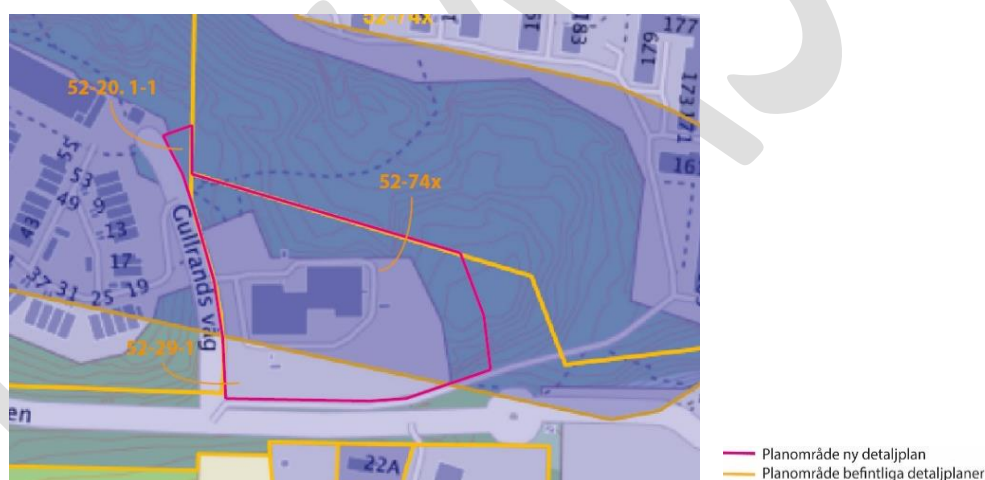 52-74x
177
183
179
173
171
16
52-20. 1-1
55
53
49
9
43
13
17
37
31
25
19
Gullrands väg
52-74x
52-29-1
en
22A
Planområde ny detaljplan
Planområde befintliga detaljplaner